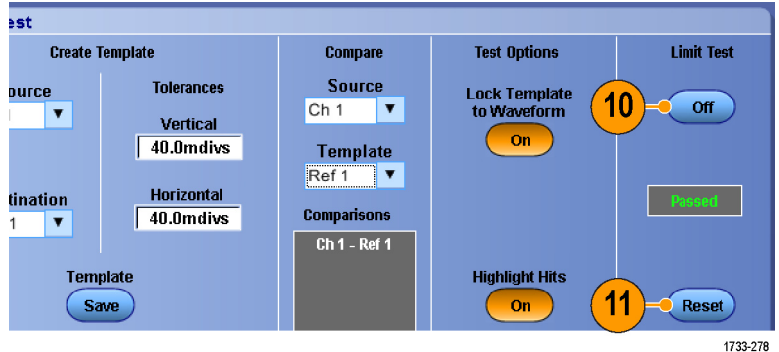 est
Create Template
Compare
Test Options
Limit Test
ource
Tolerances
Source
Lock Template
to Waveform
Ch 1
10
Off
Vertical
40.0mdivs
On
Template
Ref 1
tination
1
Horizontal
40.0mdivs
Comparisons
Passed
Ch 1 - Ref 1
Template
Save
Highlight Hits
On
11
Reset
1733-278